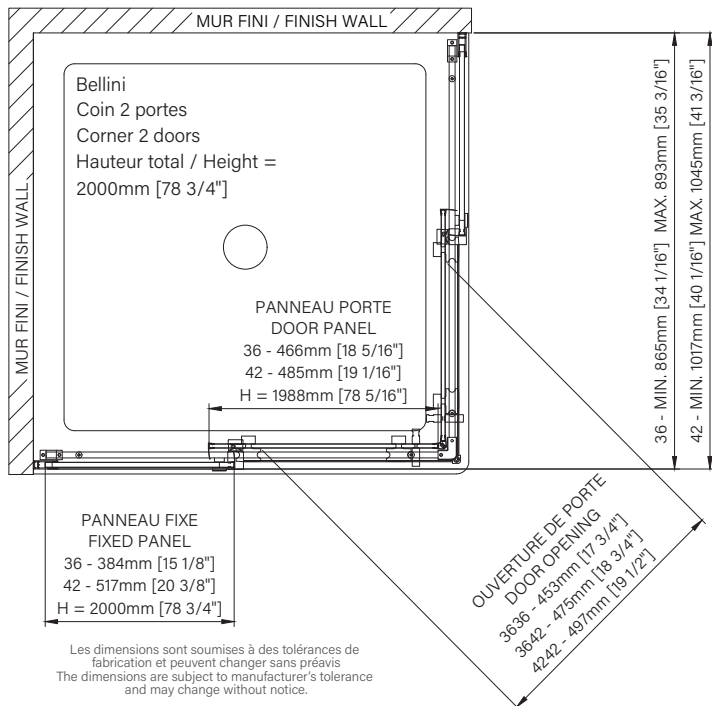 MUR FINI / FINISH WALL
MUR FINI / FINISH WALL
Bellini
Coin 2 portes
Corner 2 doors
Hauteur total / Height =
2000mm [78 3/4"]
PANNEAU PORTE
DOOR PANEL
36 - 466mm [18 5/16"]
42 - 485mm [19 1/16"]
H = 1988mm [78 5/16"]
36 - MIN. 865mm [34 1/16"] MAX. 893mm [35 3/16"]
42 - MIN. 1017mm [40 1/16"] MAX. 1045mm [41 3/16"]
PANNEAU FIXE
FIXED PANEL
36 - 384mm [15 1/8"]
42 - 517mm [20 3/8"]
H = 2000mm [78 3/4"]
OUVERTURE DE PORTE
DOOR OPENING
3636 - 453mm [17 3/4"]
3642 - 475mm [18 3/4"]
4242 - 497mm [19 1/2"]
Les dimensions sont soumises à des tolérances de
fabrication et peuvent changer sans préavis
The dimensions are subject to manufacturer's tolerance
and may change without notice.